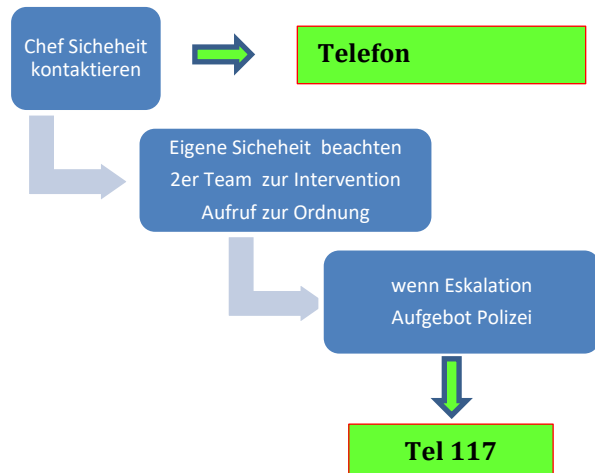 Chef Sicheheit
kontaktieren
Telefon
Eigene Sicheheit beachten
2er Team zur Intervention
Aufruf zur Ordnung
wenn Eskalation
Aufgebot Polizei
Tel 117